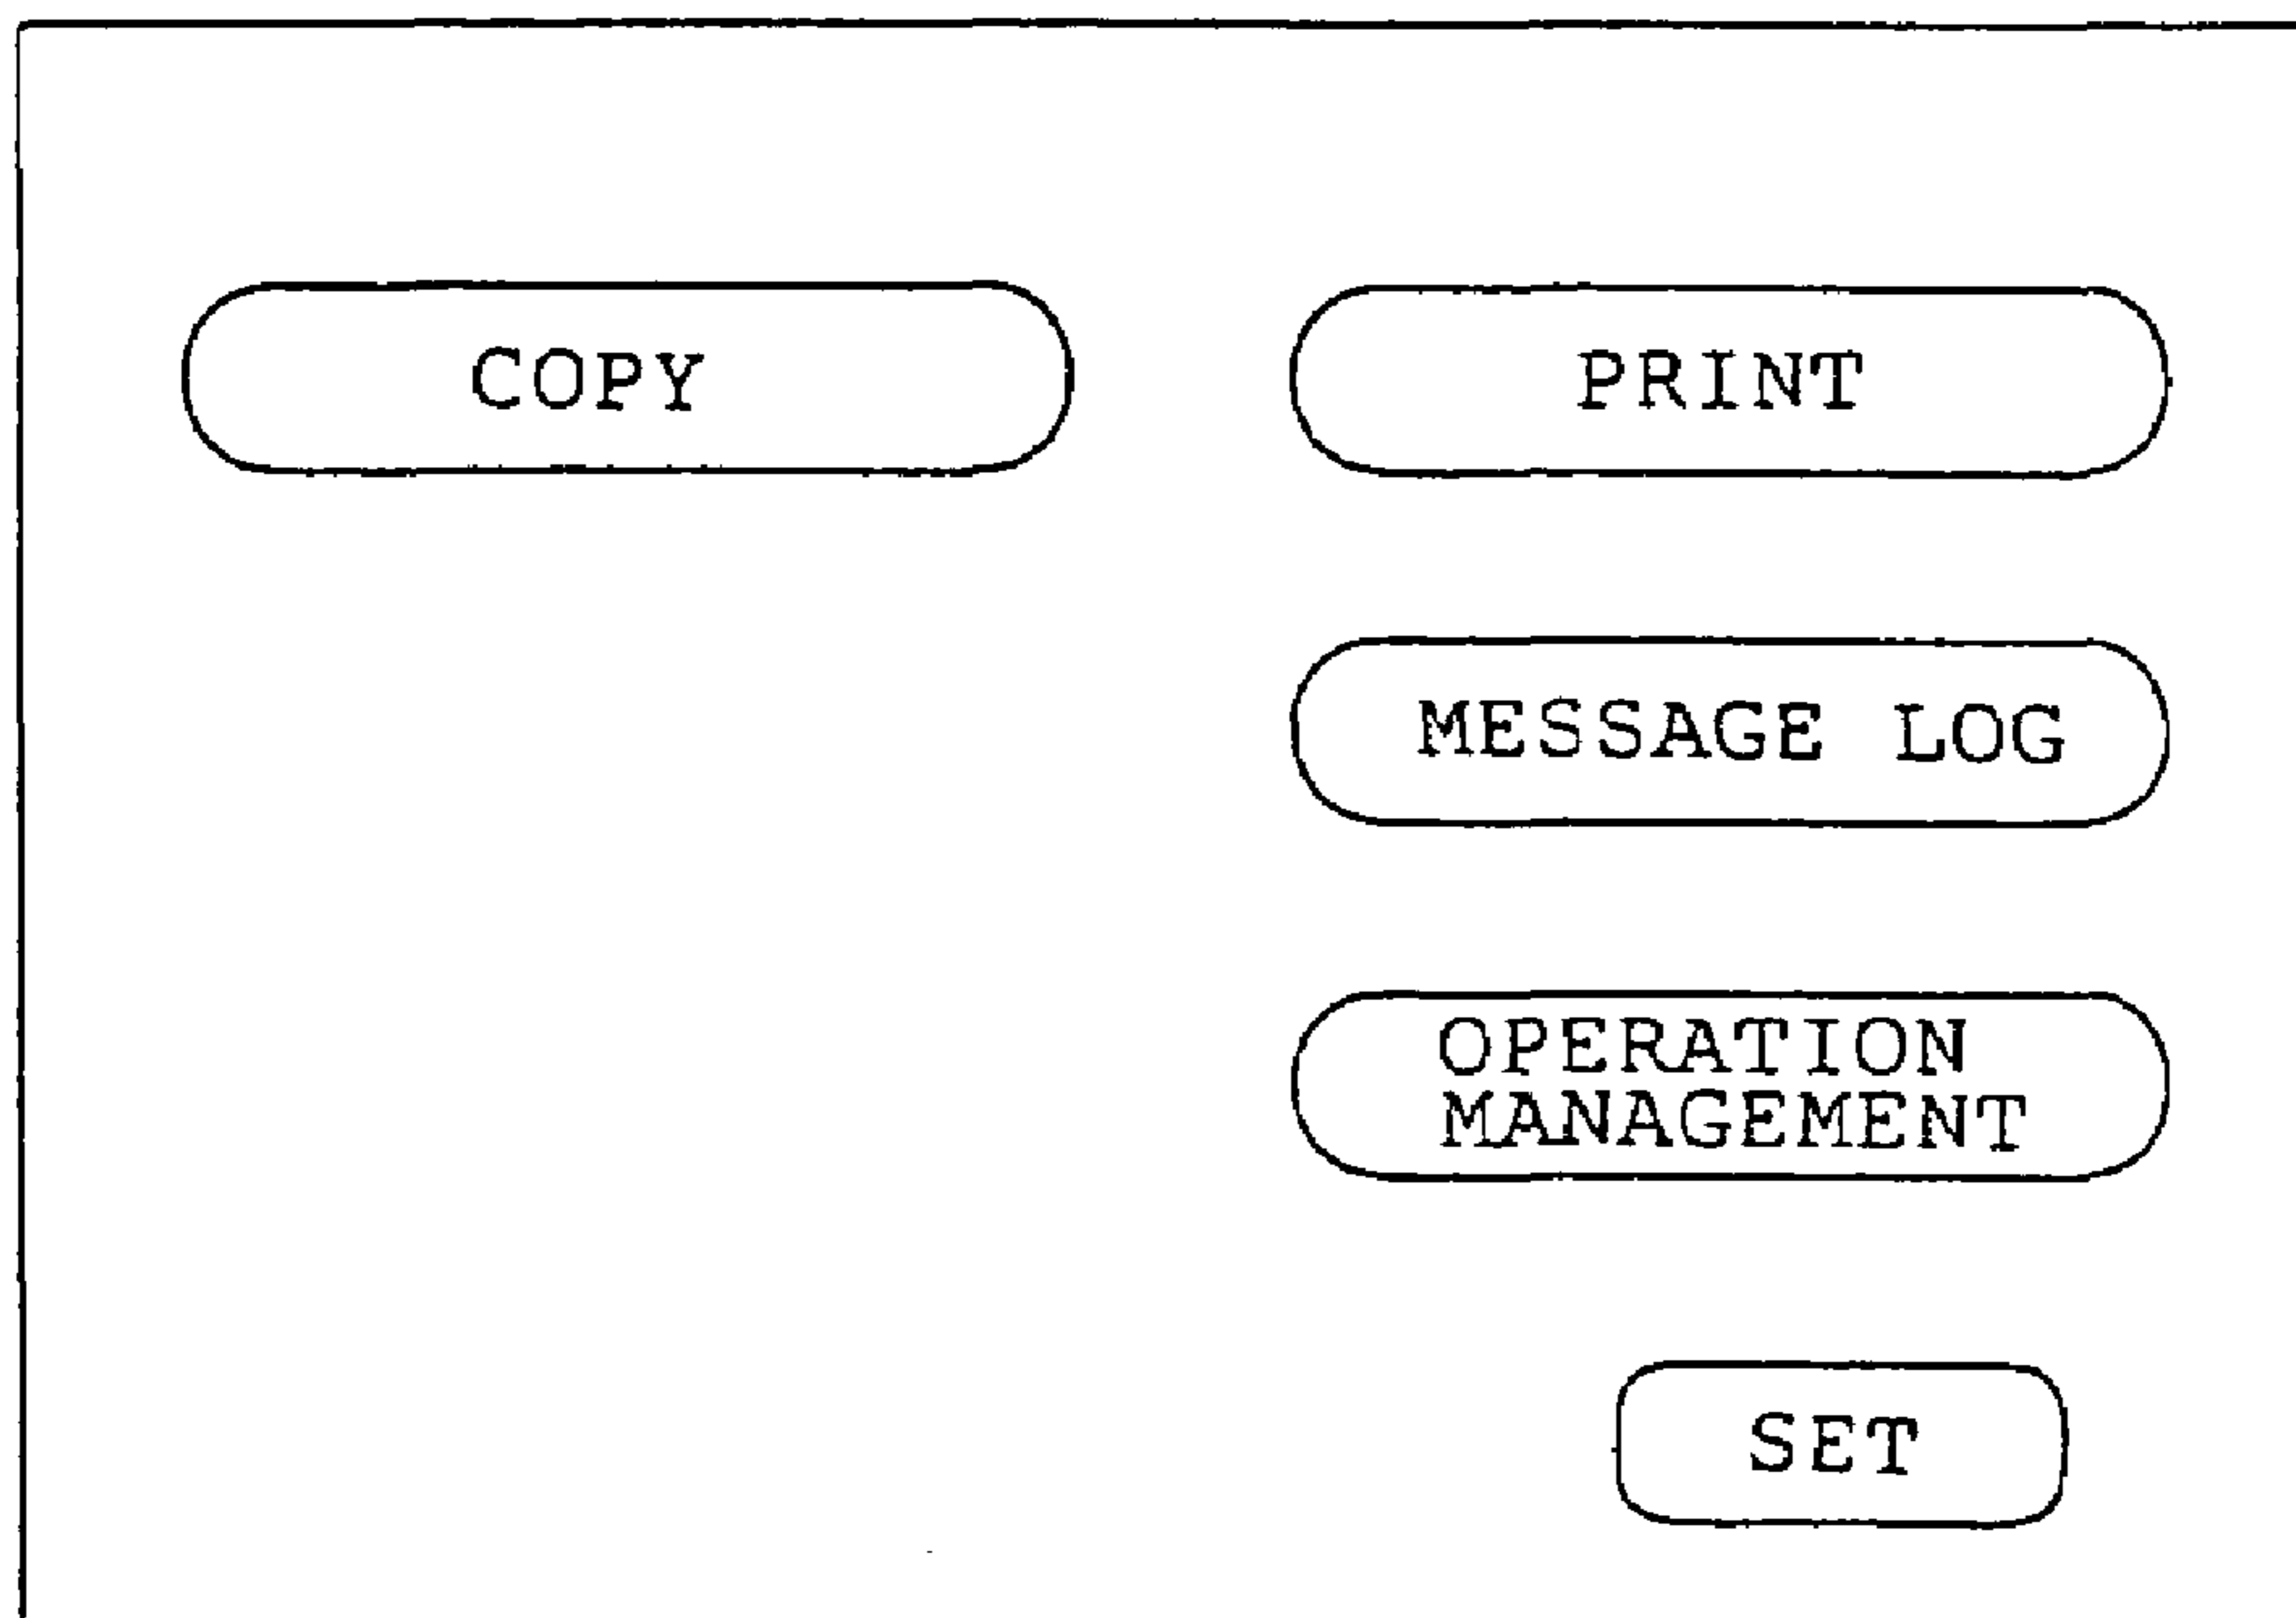 COPY
PRINT
MESSAGE LOG
OPERATION
MANAGEMENT
SET